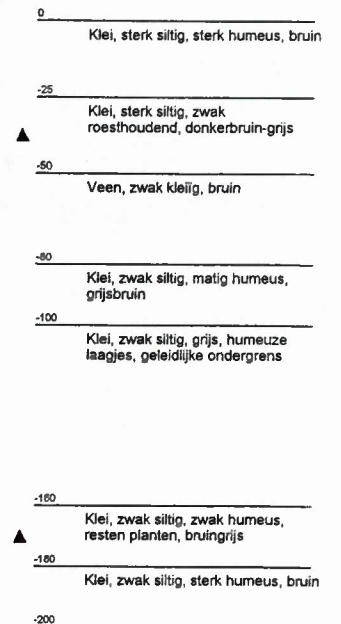 0
Klei, sterk siltig, sterk humeus, bruin
-25
Klei, sterk siltig, zwak
roesthoudend, donkerbruin-grijs
-50
Veen, zwak kleiïg, bruin
-80
Klei, zwak siltig, matig humeus,
grijsbruin
-100
Klei, zwak siltig, grijs, humeuze
laagjes, geleidlijke ondergrens
-160
Klei, zwak siltig, zwak humeus,
resten planten, bruingrijs
-180
Klei, zwak siltig, sterk humeus, bruin
-200